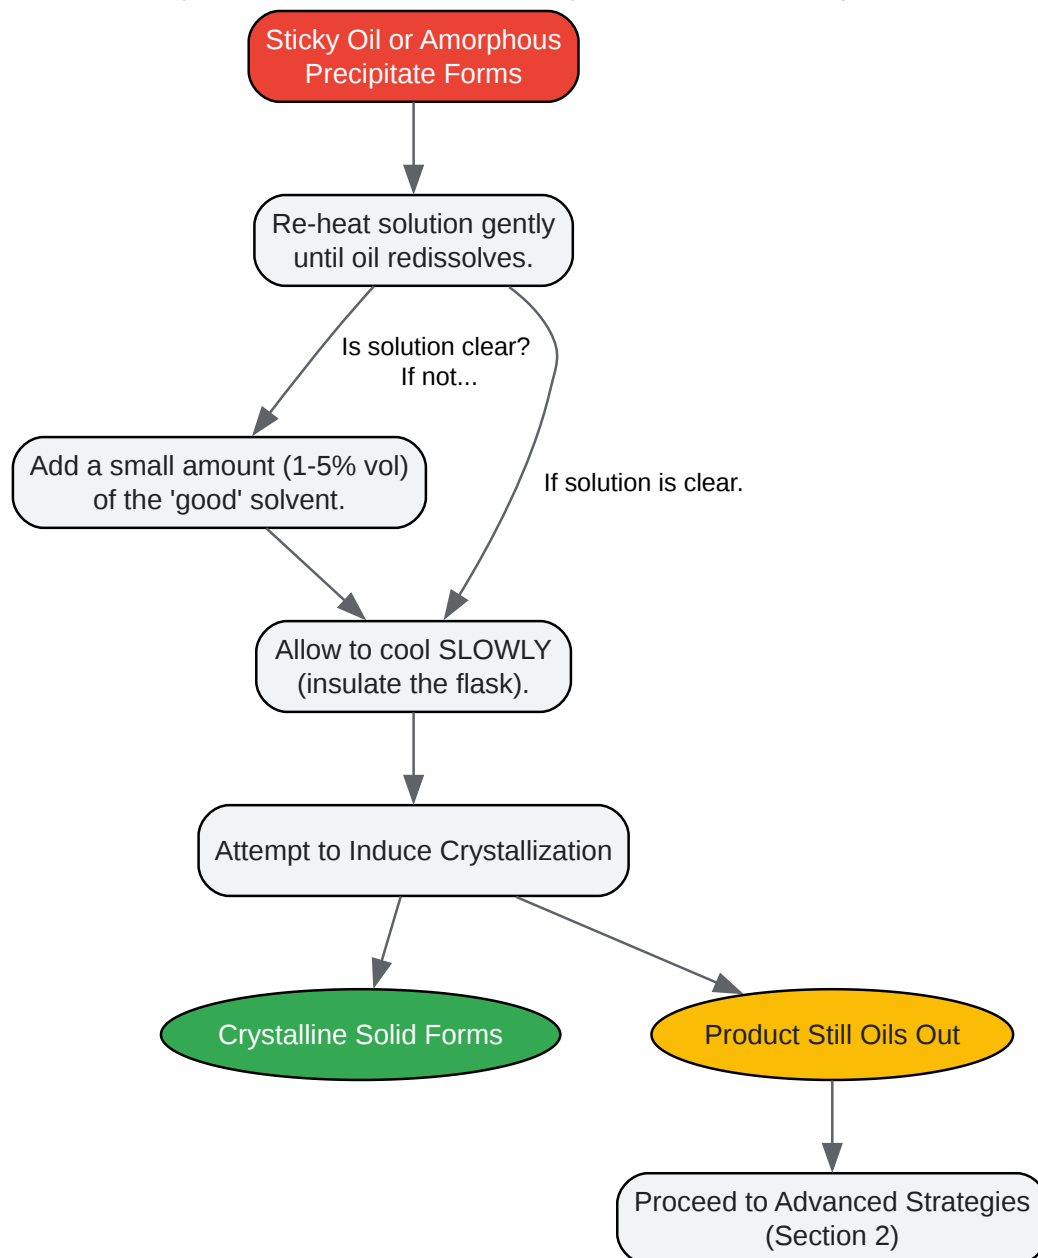 Sticky Oil or Amorphous
Precipitate Forms
Re-heat solution gently
until oil redissolves.
Is solution clear?
If not...
Add a small amount (1-5% vol)
of the 'good' solvent.
If solution is clear.
Allow to cool SLOWLY
(insulate the flask).
Attempt to Induce Crystallization
Crystalline Solid Forms
Product Still Oils Out
Proceed to Advanced Strategies
(Section 2)